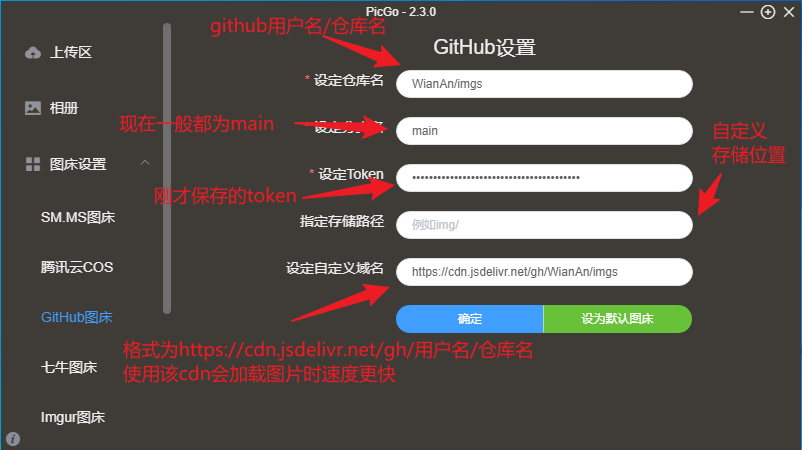 PicGo - 2.3.0
github用户名/仓库名
上传区
GitHub设置
* 设定仓库名
WianAn/imgs
相册
现在一般都为main
main
自定义
存储位置
图床设置
* 设定Token
••••••••••••••••••••••••••••••••••••••••
刚才保存的token
SM.MS图床
指定存储路径
例如img/
腾讯云COS
设定自定义域名
https://cdn.jsdelivr.net/gh/WianAn/imgs
GitHub图床
确定
设为默认图床
格式为https://cdn.jsdelivr.net/gh/用户名/仓库名
使用该cdn会加载图片时速度更快
七牛图床
Imgur图床